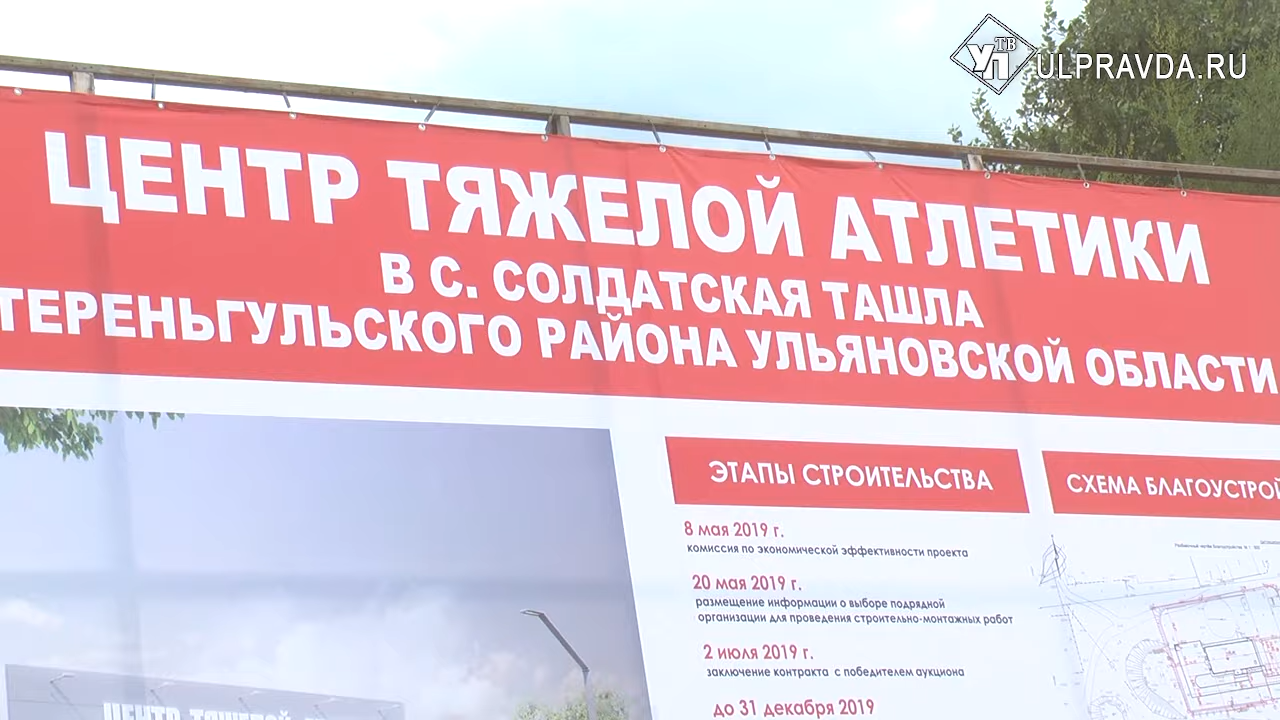 УП ТВ
ULPRAVDA.RU
ЦЕНТР ТЯЖЕЛОЙ АТЛЕТИКИ
В С. СОЛДАТСКАЯ ТАШЛА
ТЕРЕНЬГУЛЬСКОГО РАЙОНА УЛЬЯНОВСКОЙ ОБЛАСТИ
ЭТАПЫ СТРОИТЕЛЬСТВА
8 мая 2019 г.
комиссия по экономической эффективности проекта
20 мая 2019 г.
размещение информации о выборе подрядной
организации для проведения строительно-монтажных работ
2 июля 2019 г.
заключение контракта с победителем аукциона
до 31 декабря 2019
СХЕМА БЛАГОУСТРОЙ
ЦЕНТР ТЯЖЕЛОЙ